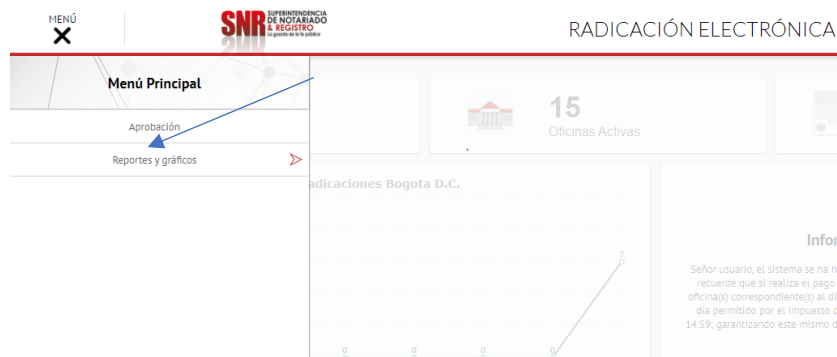 MENÚ
SNR SUPERINTENDENCIA
DE NOTARIADO
& REGISTRO
La guarda de la fe pública
RADICACIÓN ELECTRÓNICA
Menú Principal
Aprobación
Reportes y gráficos
15
Oficinas Activas
adicaciones Bogota D.C.
3
0 0 0 0
Infor
Señor usuario, el sistema se ha h
recuerde que si realiza el pago
oficina(s) correspondiente(s) al dí
día permitido por el Impuesto d
14:59; garantizando este mismo d